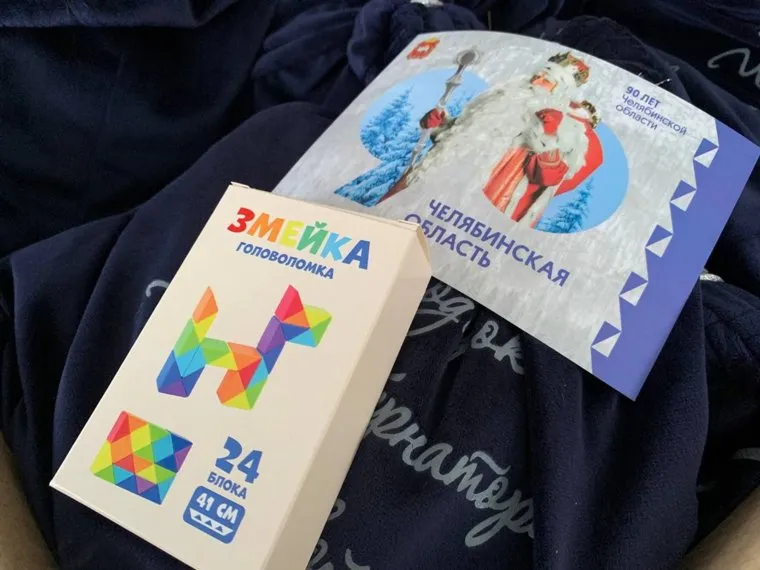 90 ЛЕТ
Челябинской
области
ЧЕЛЯБИНСКАЯ
ОБЛАСТЬ
ЗМЕЙКА
ГОЛОВОЛОМКА
24
БЛОКА
41 СМ